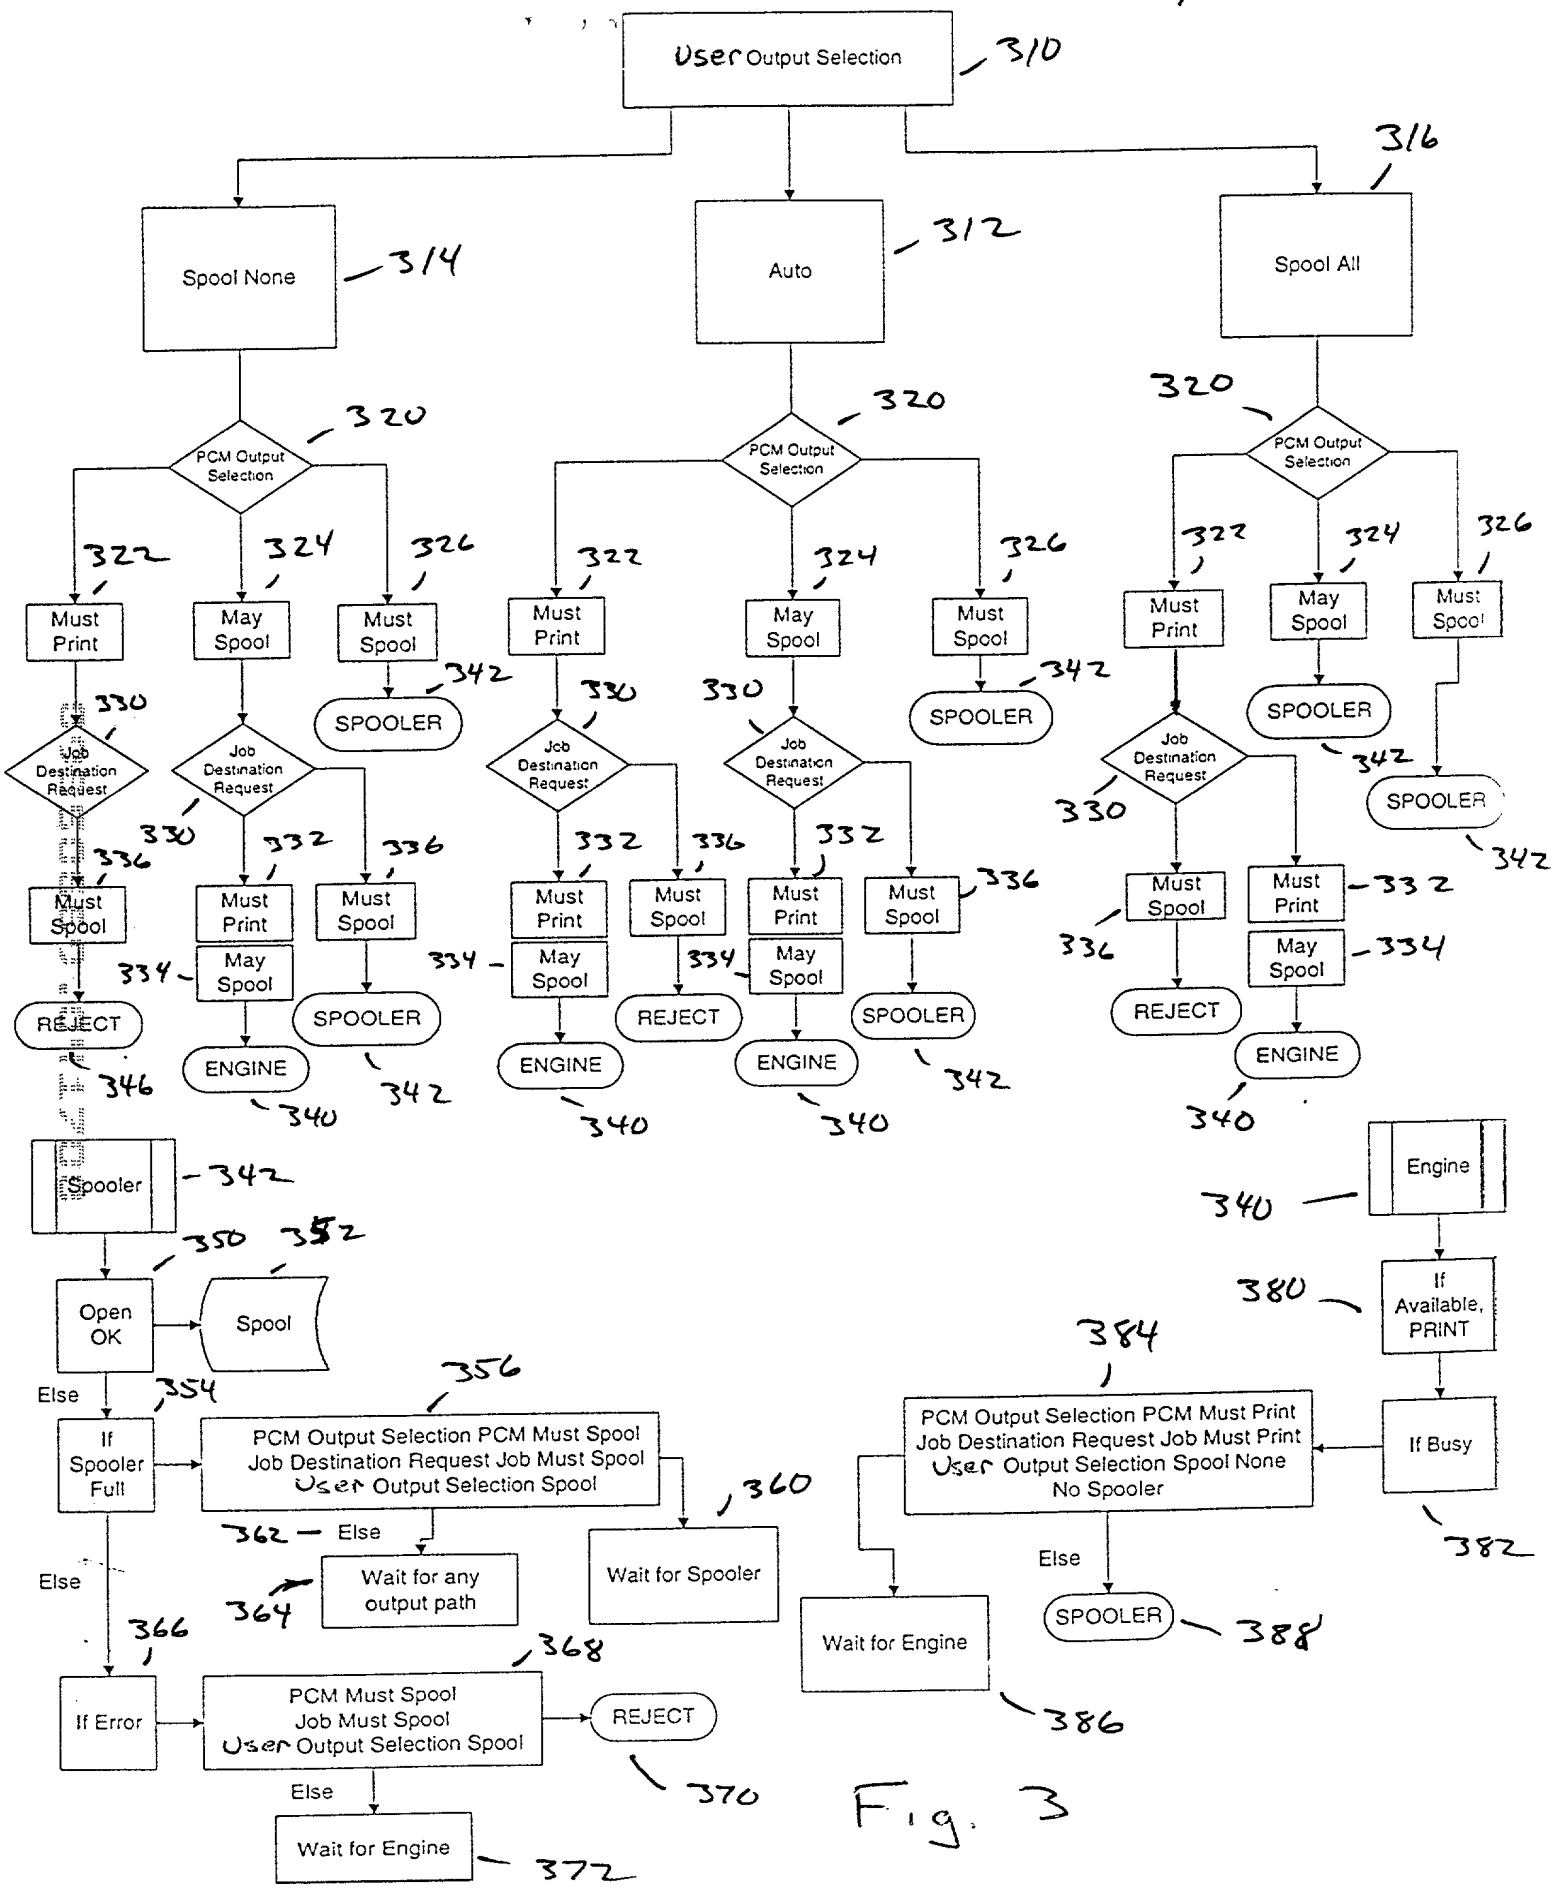 User Output Selection
310
316
314
312
Spool None
Auto
Spool All
320
320
320
PCM Output
Selection
PCM Output
Selection
PCM Output
Selection
322
324
326
322
324
326
322
324
326
Must
Print
May
Spool
Must
Spool
Must
Print
May
Spool
Must
Spool
Must
Print
May
Spool
Must
Spool
342
342
SPOOLER
SPOOLER
SPOOLER
342
SPOOLER
342
330
330
330
330
330
Job
Destination
Request
Job
Destination
Request
Job
Destination
Request
Job
Destination
Request
Job
Destination
Request
336
332
336
332
336
332
336
Must
Spool
Must
Print
Must
Spool
Must
Print
Must
Spool
Must
Print
Must
Spool
Must
Spool
Must
Print
332
336
334
May
Spool
334
May
Spool
334
May
Spool
May
Spool
334
REJECT
SPOOLER
REJECT
SPOOLER
REJECT
346
ENGINE
342
ENGINE
ENGINE
342
ENGINE
340
340
340
340
Spooler
342
350
352
Open
OK
Spool
Else
354
356
If
Spooler
Full
PCM Output Selection PCM Must Spool
Job Destination Request Job Must Spool
User Output Selection Spool
362
Else
360
364
Wait for any
output path
Wait for Spooler
Else
366
368
If Error
PCM Must Spool
Job Must Spool
User Output Selection Spool
REJECT
370
Else
Wait for Engine
372
Engine
340
380
If
Available,
PRINT
384
PCM Output Selection PCM Must Print
Job Destination Request Job Must Print
User Output Selection Spool None
No Spooler
If Busy
382
Else
SPOOLER
388
Wait for Engine
386
Fig. 3